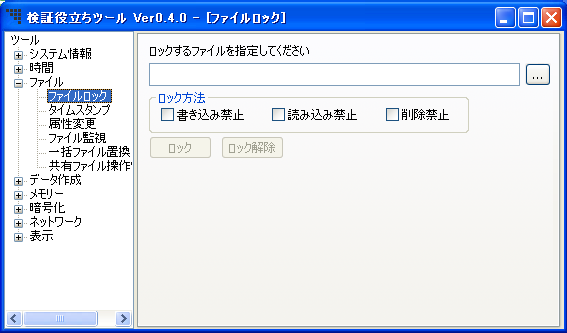 検証役立ちツール Ver0.4.0 - [ファイルロック]
ツール
システム情報
時間
ファイル
ファイルロック
タイムスタンプ
属性変更
ファイル監視
一括ファイル置換
共有ファイル操作
データ作成
メモリー
暗号化
ネットワーク
表示
ロックするファイルを指定してください
...
ロック方法
書き込み禁止 読み込み禁止 削除禁止
ロック ロック解除